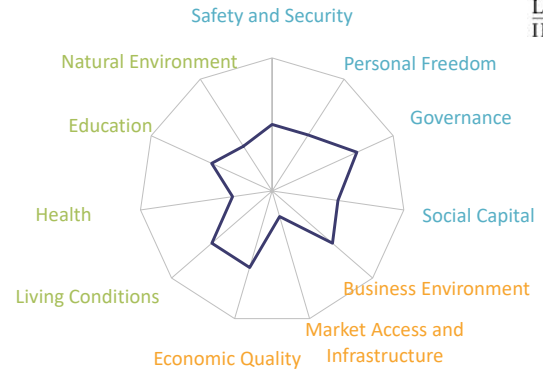 Safety and Security
Natural Environment
Personal Freedom
Education
Governance
Health
Social Capital
Living Conditions
Business Environment
Market Access and
Infrastructure
Economic Quality